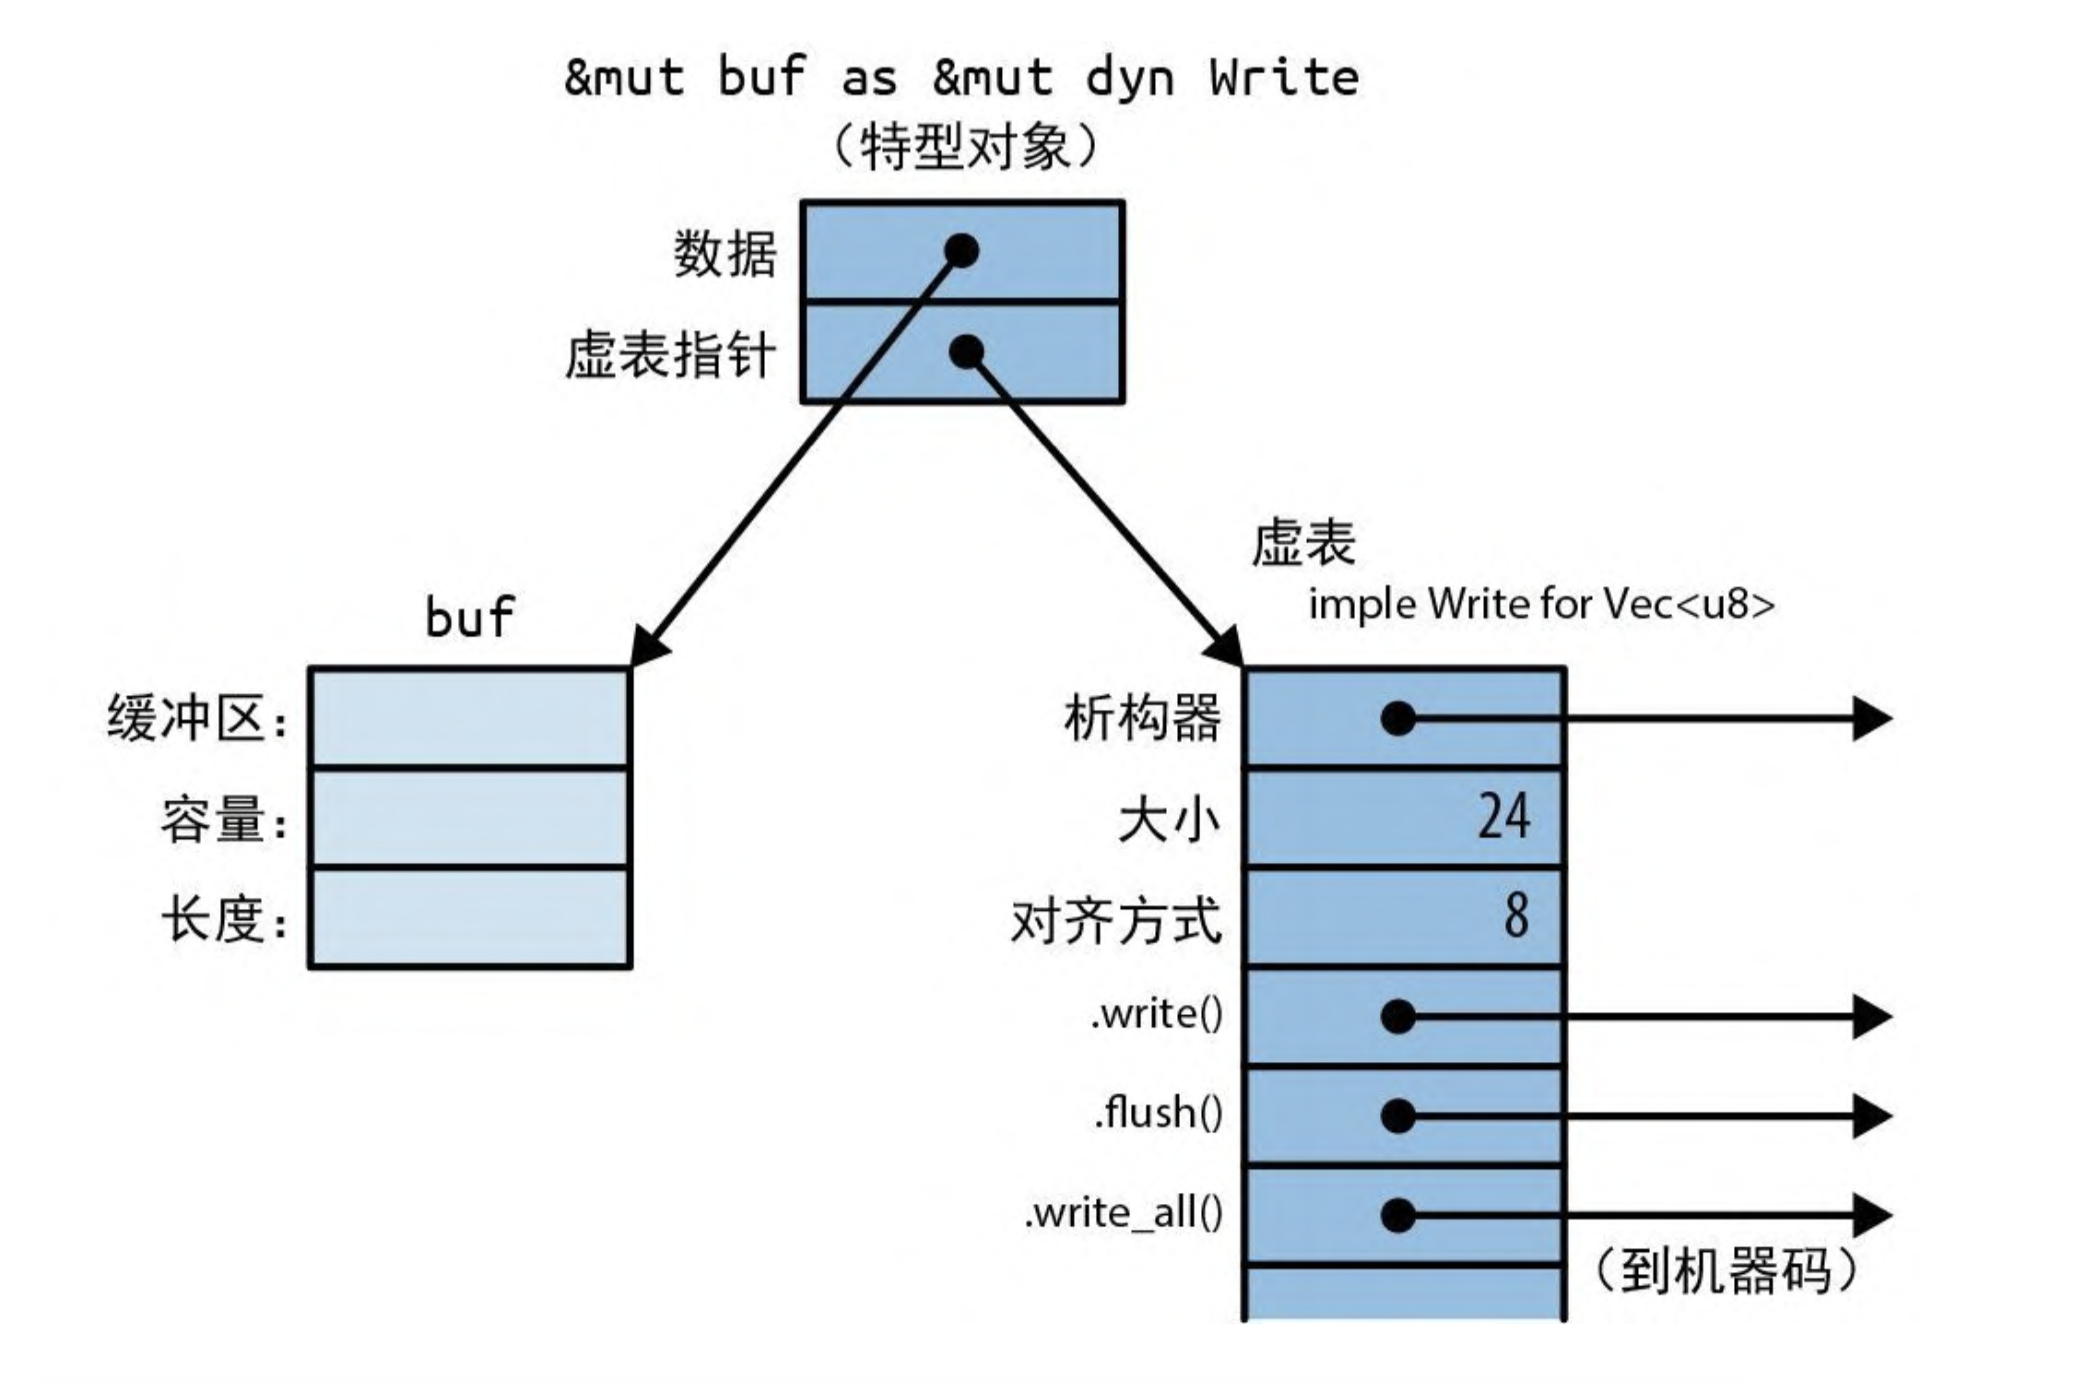 &mut buf as &mut dyn Write
（特型对象）
数据
虚表指针
虚表
imple Write for Vec<u8>
buf
缓冲区：
容量：
长度：
析构器
大小 24
对齐方式 8
.write()
.flush()
.write_all()
（到机器码）